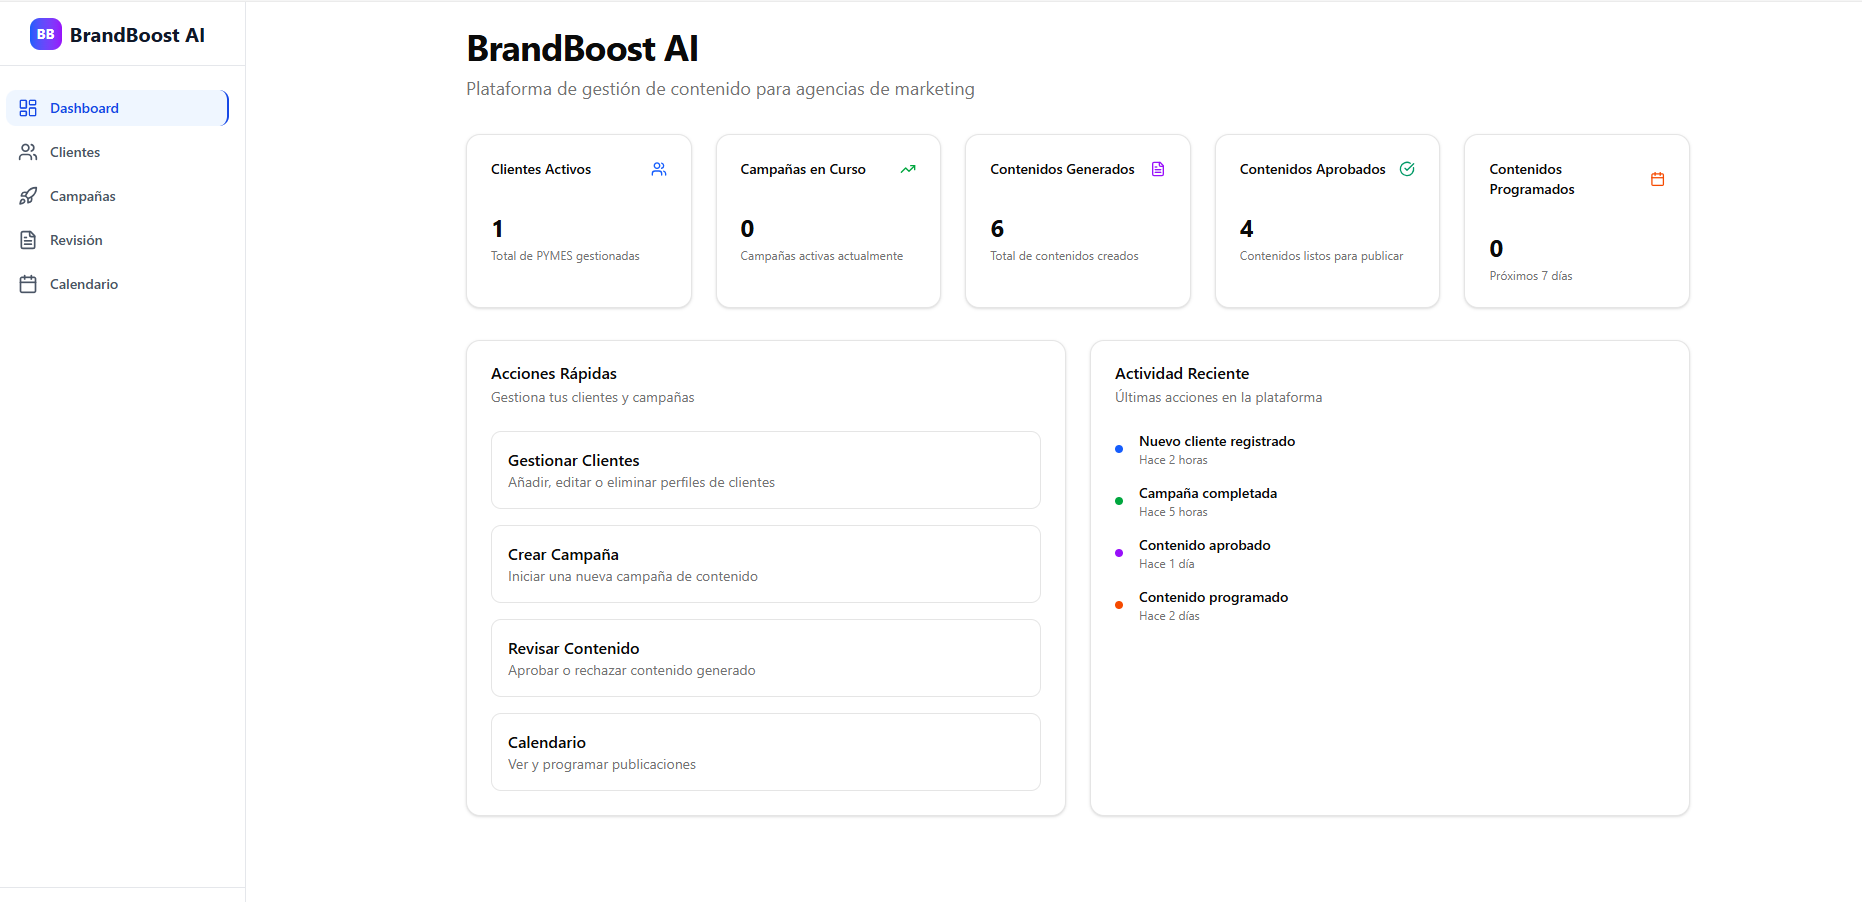 BB BrandBoost AI
Dashboard
Clientes
Campañas
Revisión
Calendario
BrandBoost AI
Plataforma de gestión de contenido para agencias de marketing
Clientes Activos
1
Total de PYMES gestionadas
Campañas en Curso
0
Campañas activas actualmente
Contenidos Generados
6
Total de contenidos creados
Contenidos Aprobados
4
Contenidos listos para publicar
Contenidos
Programados
0
Próximos 7 días
Acciones Rápidas
Gestiona tus clientes y campañas
Gestionar Clientes
Añadir, editar o eliminar perfiles de clientes
Crear Campaña
Iniciar una nueva campaña de contenido
Revisar Contenido
Aprobar o rechazar contenido generado
Calendario
Ver y programar publicaciones
Actividad Reciente
Últimas acciones en la plataforma
Nuevo cliente registrado
Hace 2 horas
Campaña completada
Hace 5 horas
Contenido aprobado
Hace 1 día
Contenido programado
Hace 2 días